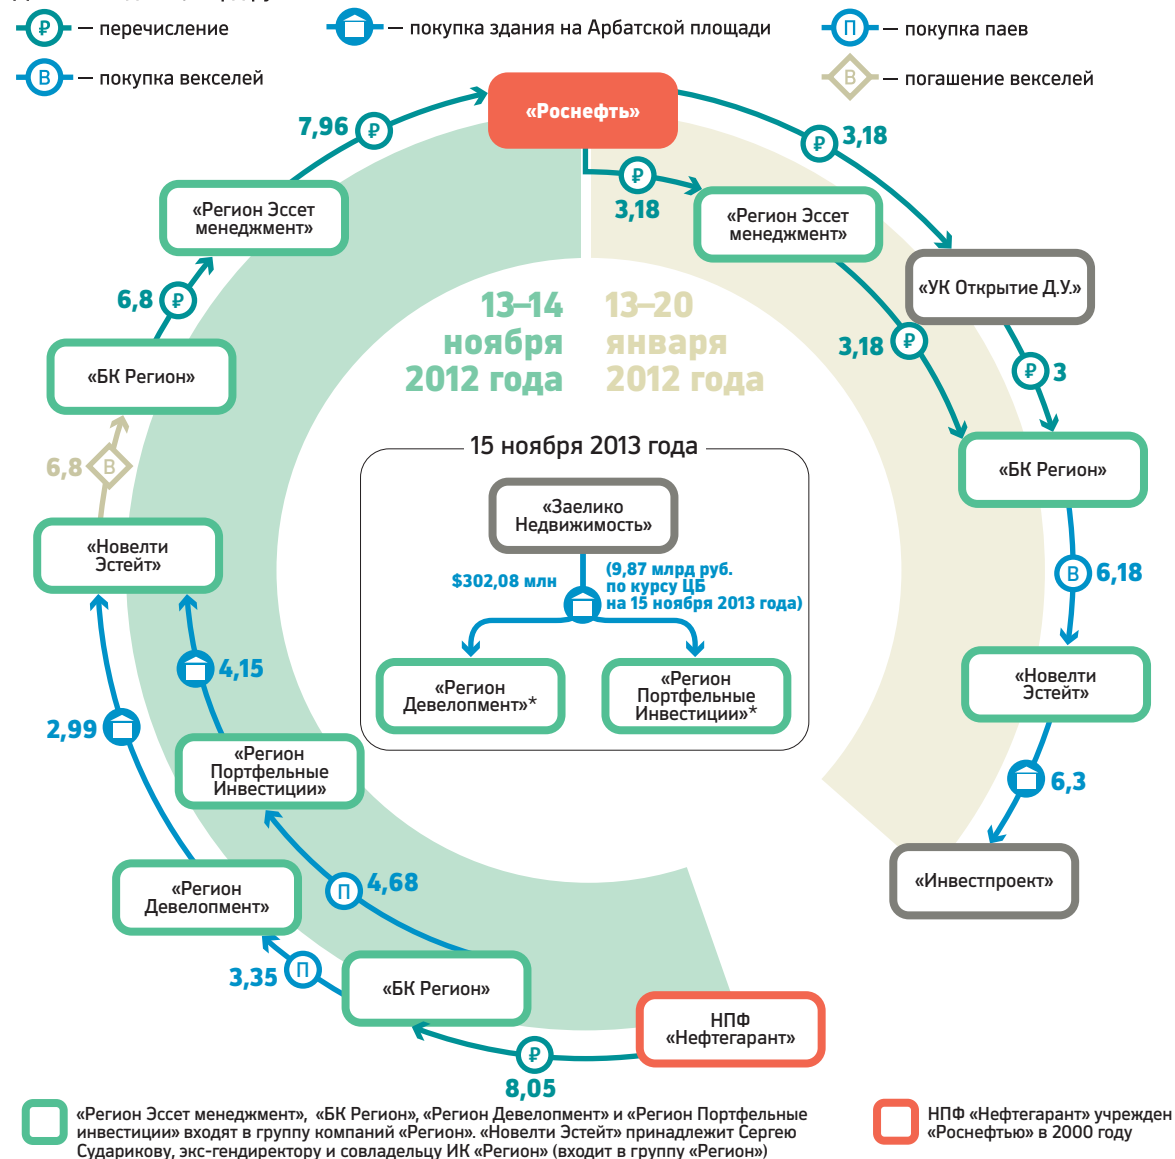 ₽ — перечисление
— покупка здания на Арбатской площади
П — покупка паев
В — покупка векселей
В — погашение векселей
«Роснефть»
7,96
₽
₽
3,18
₽
3,18
«Регион Эссет
менеджмент»
«Регион Эссет
менеджмент»
«УК Открытие Д.У.»
6,8
₽
13–14
ноября
2012 года
13–20
января
2012 года
3,18
₽
₽
3
«БК Регион»
«БК Регион»
6,8
В
15 ноября 2013 года
«Заелико
Недвижимость»
$302,08 млн
(9,87 млрд руб.
по курсу ЦБ
на 15 ноября 2013 года)
«Регион
Девелопмент»*
«Регион
Портфельные
Инвестиции»*
«Новелти
Эстейт»
В
6,18
4,15
2,99
«Новелти
Эстейт»
«Регион
Портфельные
Инвестиции»
6,3
«Регион
Девелопмент»
П
4,68
«Инвестпроект»
3,35
П
«БК Регион»
НПФ
«Нефтегарант»
₽
8,05
«Регион Эссет менеджмент», «БК Регион», «Регион Девелопмент» и «Регион Портфельные
инвестиции» входят в группу компаний «Регион». «Новелти Эстейт» принадлежит Сергею
Сударикову, экс-гендиректору и совладельцу ИК «Регион» (входит в группу «Регион»)
НПФ «Нефтегарант» учрежден
«Роснефтью» в 2000 году